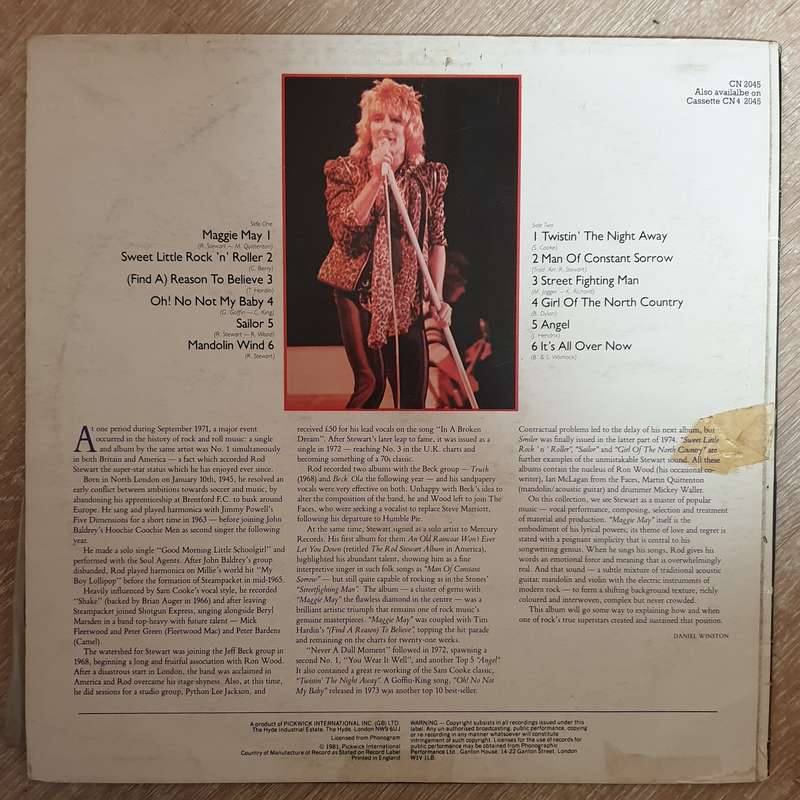 CN 2045
Also availalbe on
Cassette CN4 2045
Side One
Maggie May 1
(R. Stewart — M. Quittenton)
Sweet Little Rock 'n' Roller 2
(C. Berry)
(Find A) Reason To Believe 3
(T. Hardin)
Oh! No Not My Baby 4
(G. Goffin — C. King)
Sailor 5
(R. Stewart — R. Wood)
Mandolin Wind 6
(R. Stewart)
Side Two
1 Twistin' The Night Away
(S. Cooke)
2 Man Of Constant Sorrow
(Trad. Arr. R. Stewart)
3 Street Fighting Man
(M. Jagger — K. Richard)
4 Girl Of The North Country
(B. Dylan)
5 Angel
(J. Hendrix)
6 It's All Over Now
(B. & S. Womack)
At one period during September 1971, a major event
occurred in the history of rock and roll music: a single
and album by the same artist was No. 1 simultaneously
in both Britain and America — a fact which accorded Rod
Stewart the super-star status which he has enjoyed ever since.
Born in North London on January 10th, 1945, he resolved an
early conflict between ambitions towards soccer and music, by
abandoning his apprenticeship at Brentford F.C. to busk around
Europe. He sang and played harmonica with Jimmy Powell's
Five Dimensions for a short time in 1963 — before joining John
Baldrey's Hoochie Coochie Men as second singer the following
year.
He made a solo single "Good Morning Little Schoolgirl" and
performed with the Soul Agents. After John Baldrey's group
disbanded, Rod played harmonica on Millie's world hit "My
Boy Lollipop" before the formation of Steampacket in mid-1965.
Heavily influenced by Sam Cooke's vocal style, he recorded
"Shake" (backed by Brian Auger in 1966) and after leaving
Steampacket joined Shotgun Express, singing alongside Beryl
Marsden in a band top-heavy with future talent — Mick
Fleetwood and Peter Green (Fleetwood Mac) and Peter Bardens
(Camel).
The watershed for Stewart was joining the Jeff Beck group in
1968, beginning a long and fruitful association with Ron Wood.
After a disastrous start in London, the band was acclaimed in
America and Rod overcame his stage-shyness. Also, at this time,
he did sessions for a studio group, Python Lee Jackson, and
received £50 for his lead vocals on the song "In A Broken
Dream". After Stewart's later leap to fame, it was issued as a
single in 1972 — reaching No. 3 in the U.K. charts and
becoming something of a 70s classic.
Rod recorded two albums with the Beck group — Truth
(1968) and Beck Ola the following year — and his sandpapery
vocals were very effective on both. Unhappy with Beck's idea to
alter the composition of the band, he and Wood left to join The
Faces, who were seeking a vocalist to replace Steve Marriott,
following his departure to Humble Pie.
At the same time, Stewart signed as a solo artist to Mercury
Records. His first album for them An Old Raincoat Won't Ever
Let You Down (retitled The Rod Stewart Album in America),
highlighted his abundant talent, showing him as a fine
interpretive singer in such folk songs as "Man Of Constant
Sorrow" — but still quite capable of rocking as in the Stones'
"Streetfighting Man". The album — a cluster of gems with
"Maggie May" the flawless diamond in the centre — was a
brilliant artistic triumph that remains one of rock music's
genuine masterpieces. "Maggie May" was coupled with Tim
Hardin's "(Find A Reason) To Believe", topping the hit parade
and remaining on the charts for twenty-one weeks.
"Never A Dull Moment" followed in 1972, spawning a
second No. 1, "You Wear It Well", and another Top 5 "Angel".
It also contained a great re-working of the Sam Cooke classic,
"Twistin' The Night Away". A Goffin-King song, "Oh! No Not
My Baby" released in 1973 was another top 10 best-seller.
Contractual problems led to the delay of his next album, but
Smiler was finally issued in the latter part of 1974. "Sweet Little
Rock 'n' Roller", "Sailor" and "Girl Of The North Country" are
further examples of the unmistakable Stewart sound. All these
albums contain the nucleus of Ron Wood (his occasional co-
writer), Ian McLagan from the Faces, Martin Quittenton
(mandolin/acoustic guitar) and drummer Mickey Waller.
On this collection, we see Stewart as a master of popular
music — vocal performance, composing, selection and treatment
of material and production. "Maggie May" itself is the
embodiment of his lyrical powers; its theme of love and regret is
stated with a poignant simplicity that is central to his
songwriting genius. When he sings his songs, Rod gives his
words an emotional force and meaning that is overwhelmingly
real. And that sound — a subtle mixture of traditional acoustic
guitar, mandolin and violin with the electric instruments of
modern rock — to form a shifting background texture, richly
coloured and interwoven, complex but never crowded.
This album will go some way to explaining how and when
one of rock's true superstars created and sustained that position.
DANIEL WINSTON
A product of PICKWICK INTERNATIONAL INC. (GB) LTD.
The Hyde Industrial Estate, The Hyde, London NW9 6JJ
Licensed from Phonogram
© 1981, Pickwick International
Country of Manufacture of Record as Stated on Record Label
Printed in England
WARNING — Copyright subsists in all recordings issued under this
label. Any un-authorised broadcasting, public performance, copying
or re-recording in any manner whatsoever will constitute
infringement of such copyright. Licenses for the use of records for
public performance may be obtained from Phonographic
Performance Ltd., Ganton House, 14-22 Ganton Street, London
W1V 1LB.